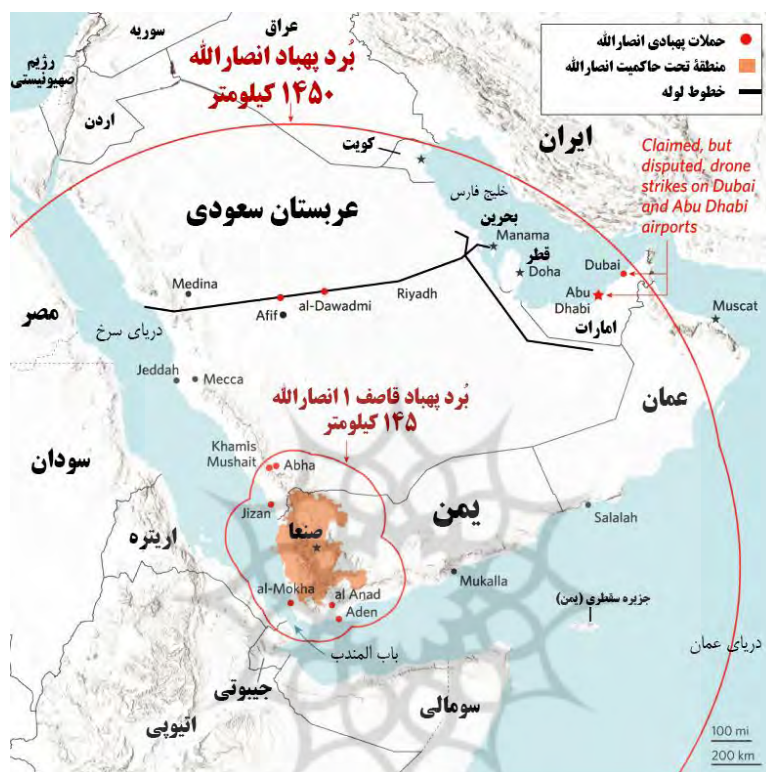 عراق
سوریه
رژیم
صهیونیستی
اردن
بُرد پهباد انصارالله
۱۴۵۰ کیلومتر
حملات پهبادی انصارالله
منطقهٔ تحت حاکمیت انصارالله
خطوط لوله
ایران
کویت
Claimed, but
disputed, drone
strikes on Dubai
and Abu Dhabi
airports
خلیج فارس
عربستان سعودی
بحرین
Manama
قطر
Doha
Dubai
Abu
Dhabi
امارات
Muscat
Medina
al-Dawadmi
Riyadh
Afif
مصر
دریای سرخ
Jeddah
Mecca
بُرد پهباد قاصف ۱ انصارالله
۱۴۵ کیلومتر
عمان
سودان
Khamis
Mushait
Abha
Jizan
صنعا
یمن
Salalah
اریتره
al-Mokha
al Anad
Aden
Mukalla
جزیره سقطری (یمن)
باب المندب
دریای عمان
جیبوتی
اتیوپی
سومالی
100 mi
200 km